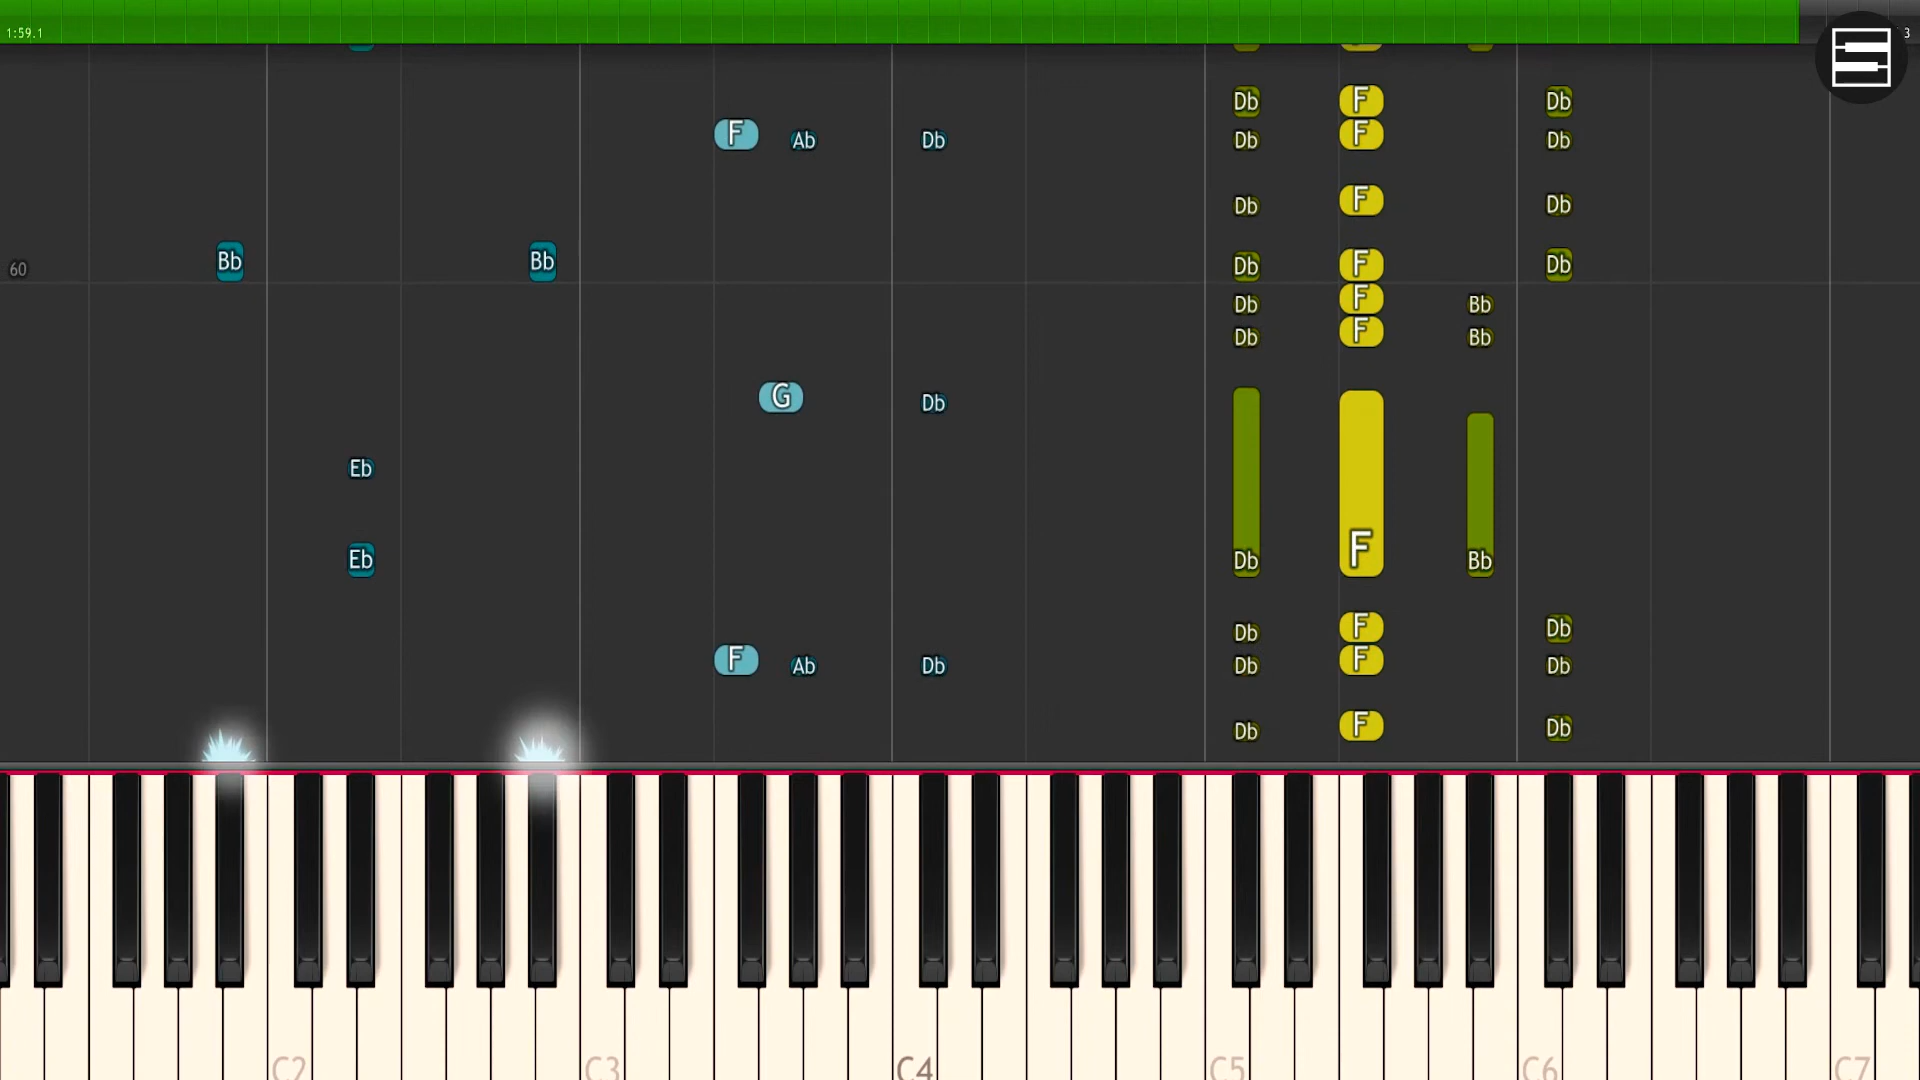 1:59.1
3
Db F Db
F Ab Db Db F Db
Db F Db
Bb Bb Db F Db
60
Db F Bb
Db F Bb
G Db
Eb
Eb Db F Bb
Db F Db
F Ab Db Db F Db
Db F Db
C2 C3 C4 C5 C6 C7